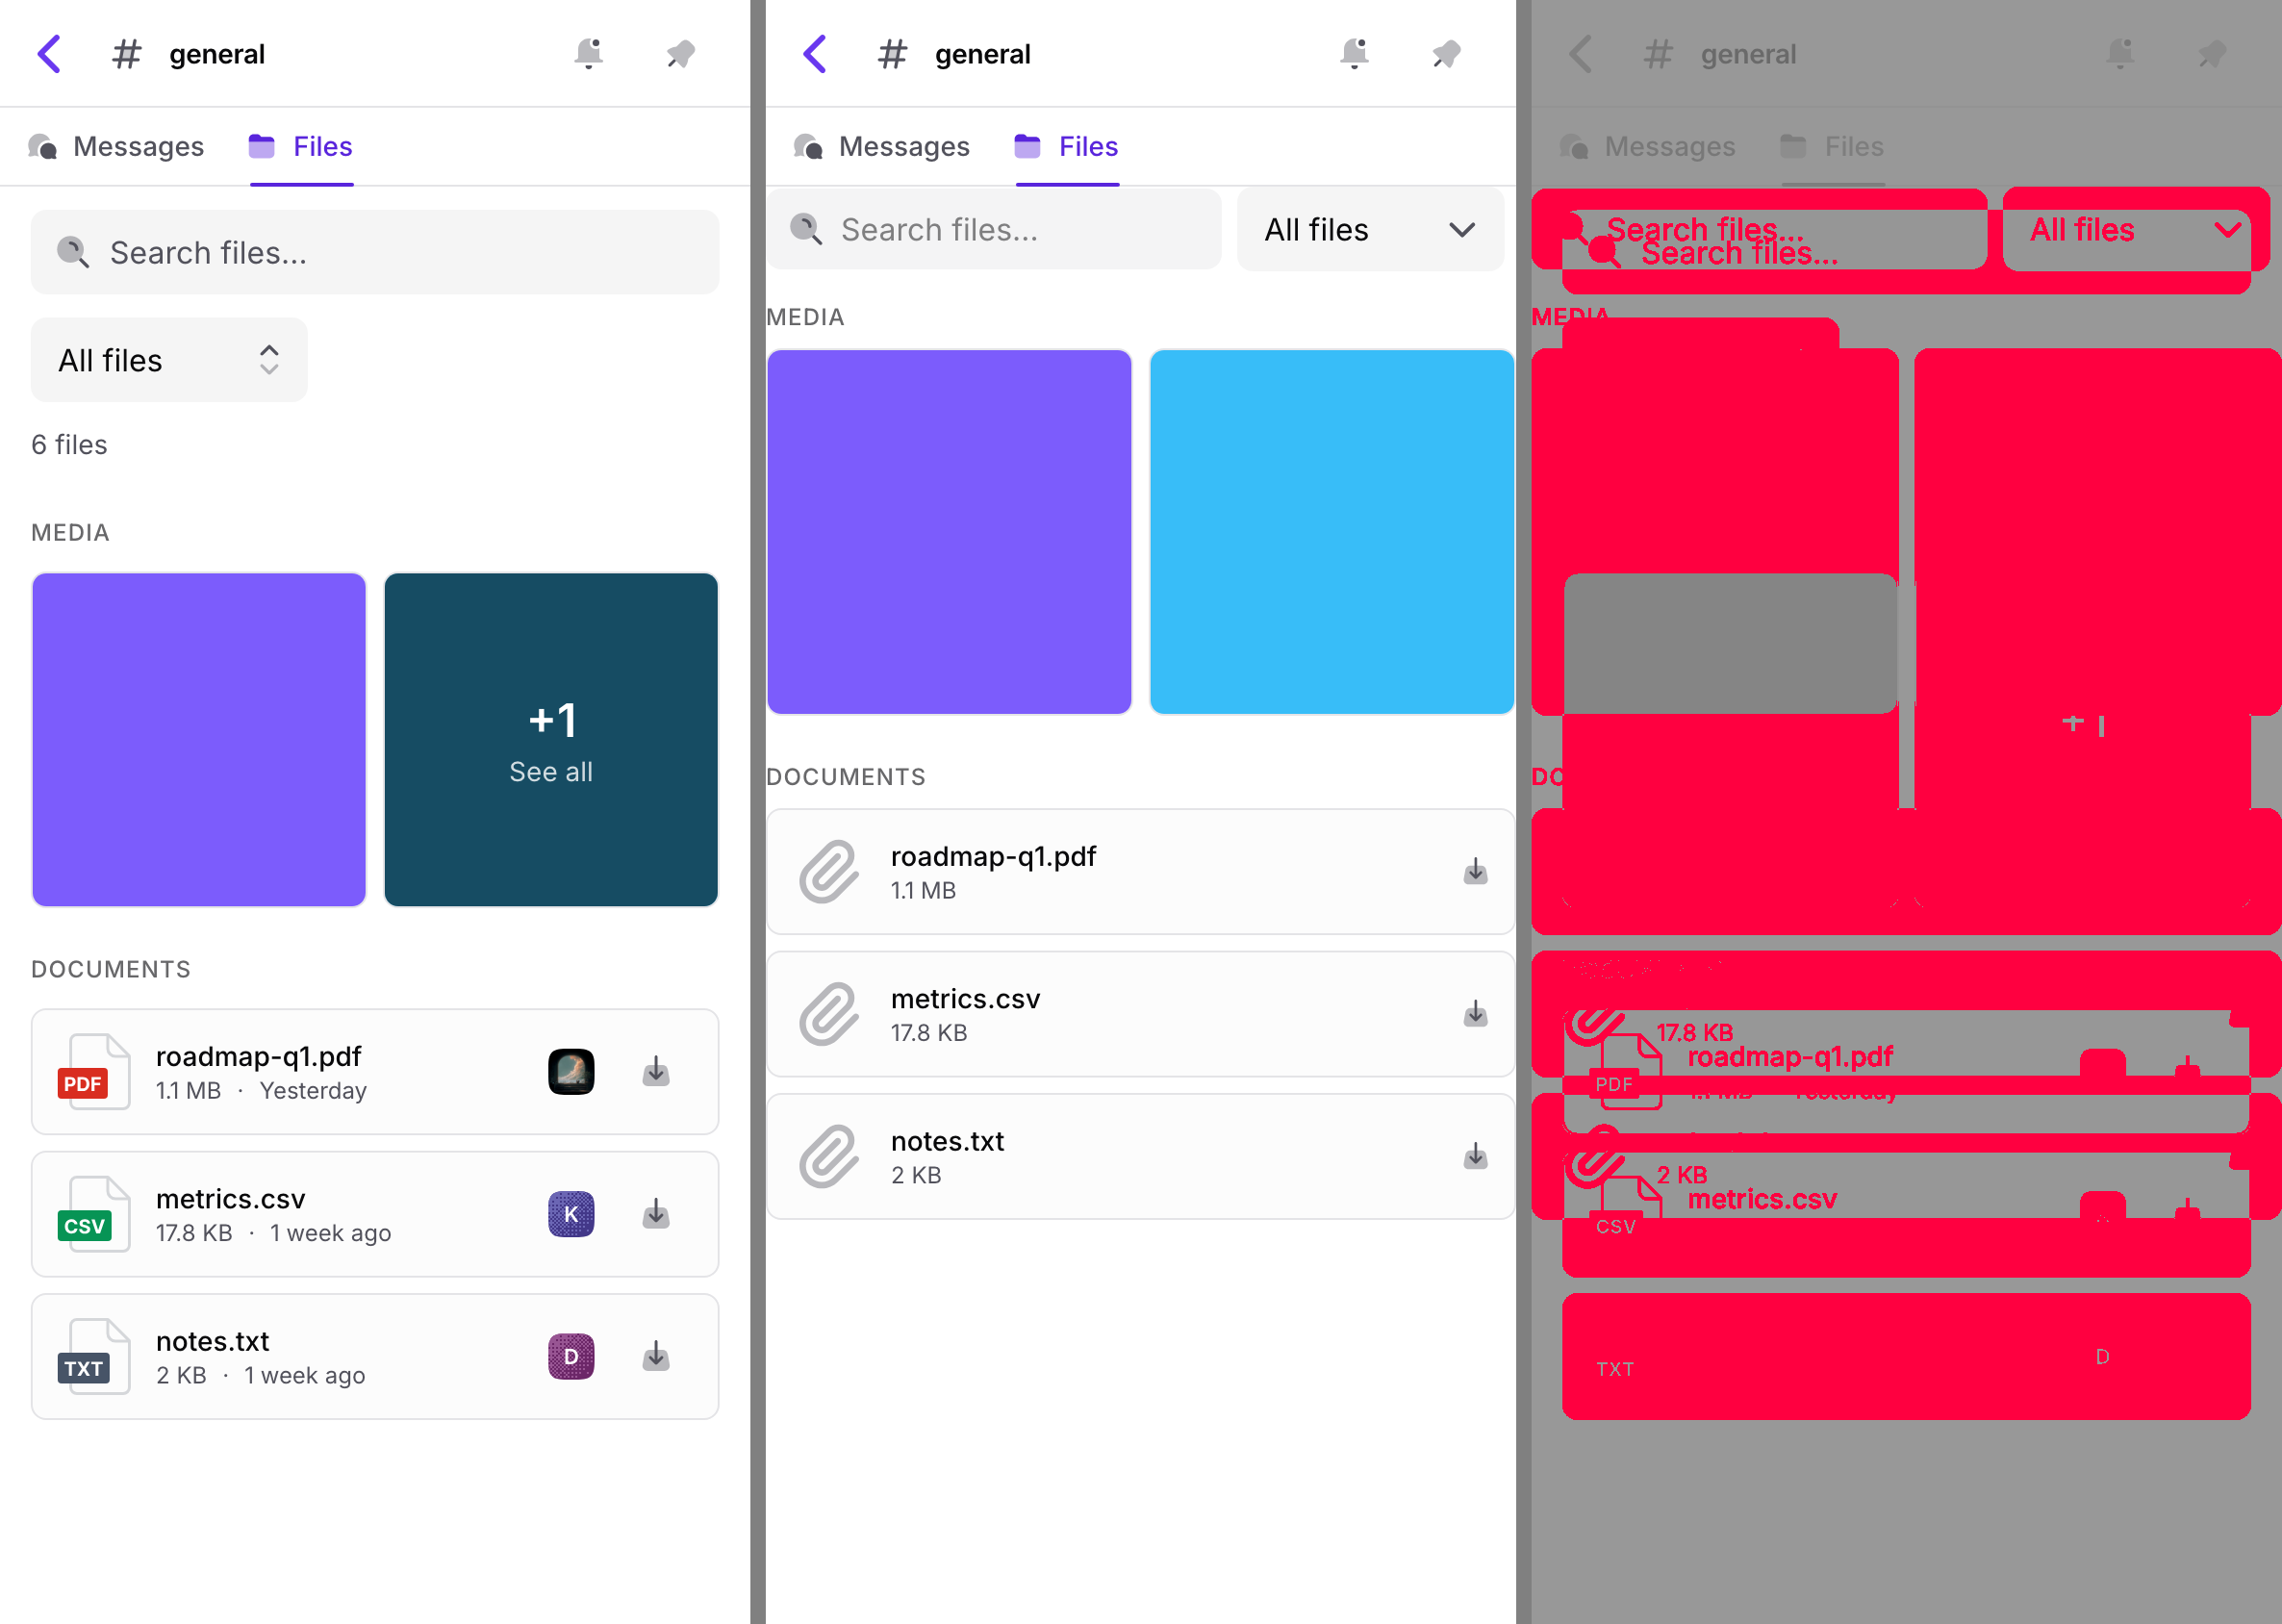 # general
Messages Files
Search files...
All files
6 files
MEDIA
+1
See all
DOCUMENTS
PDF
roadmap-q1.pdf
1.1 MB · Yesterday
CSV
metrics.csv
17.8 KB · 1 week ago
K
TXT
notes.txt
2 KB · 1 week ago
D
# general
Messages Files
Search files...
All files
MEDIA
DOCUMENTS
roadmap-q1.pdf
1.1 MB
metrics.csv
17.8 KB
notes.txt
2 KB
# general
Messages Files
Search files...
All files
Search files...
MEDIA
+1
17.8 KB
roadmap-q1.pdf
PDF
2 KB
metrics.csv
CSV
TXT
D